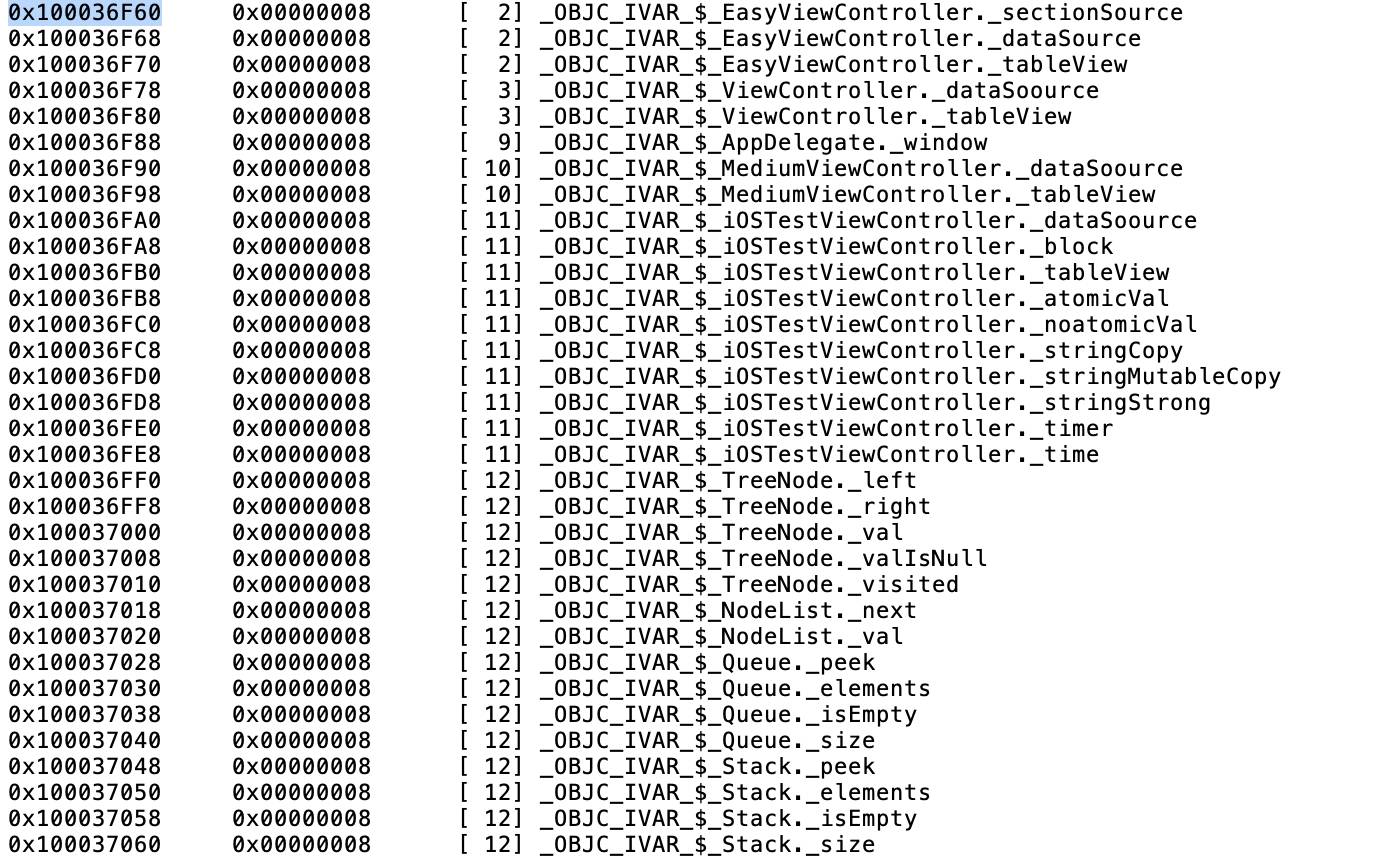 0x100036F60 0x00000008 [ 2] _OBJC_IVAR_$_EasyViewController._sectionSource
0x100036F68 0x00000008 [ 2] _OBJC_IVAR_$_EasyViewController._dataSource
0x100036F70 0x00000008 [ 2] _OBJC_IVAR_$_EasyViewController._tableView
0x100036F78 0x00000008 [ 3] _OBJC_IVAR_$_ViewController._dataSoource
0x100036F80 0x00000008 [ 3] _OBJC_IVAR_$_ViewController._tableView
0x100036F88 0x00000008 [ 9] _OBJC_IVAR_$_AppDelegate._window
0x100036F90 0x00000008 [ 10] _OBJC_IVAR_$_MediumViewController._dataSoource
0x100036F98 0x00000008 [ 10] _OBJC_IVAR_$_MediumViewController._tableView
0x100036FA0 0x00000008 [ 11] _OBJC_IVAR_$_iOSTestViewController._dataSoource
0x100036FA8 0x00000008 [ 11] _OBJC_IVAR_$_iOSTestViewController._block
0x100036FB0 0x00000008 [ 11] _OBJC_IVAR_$_iOSTestViewController._tableView
0x100036FB8 0x00000008 [ 11] _OBJC_IVAR_$_iOSTestViewController._atomicVal
0x100036FC0 0x00000008 [ 11] _OBJC_IVAR_$_iOSTestViewController._noatomicVal
0x100036FC8 0x00000008 [ 11] _OBJC_IVAR_$_iOSTestViewController._stringCopy
0x100036FD0 0x00000008 [ 11] _OBJC_IVAR_$_iOSTestViewController._stringMutableCopy
0x100036FD8 0x00000008 [ 11] _OBJC_IVAR_$_iOSTestViewController._stringStrong
0x100036FE0 0x00000008 [ 11] _OBJC_IVAR_$_iOSTestViewController._timer
0x100036FE8 0x00000008 [ 11] _OBJC_IVAR_$_iOSTestViewController._time
0x100036FF0 0x00000008 [ 12] _OBJC_IVAR_$_TreeNode._left
0x100036FF8 0x00000008 [ 12] _OBJC_IVAR_$_TreeNode._right
0x100037000 0x00000008 [ 12] _OBJC_IVAR_$_TreeNode._val
0x100037008 0x00000008 [ 12] _OBJC_IVAR_$_TreeNode._valIsNull
0x100037010 0x00000008 [ 12] _OBJC_IVAR_$_TreeNode._visited
0x100037018 0x00000008 [ 12] _OBJC_IVAR_$_NodeList._next
0x100037020 0x00000008 [ 12] _OBJC_IVAR_$_NodeList._val
0x100037028 0x00000008 [ 12] _OBJC_IVAR_$_Queue._peek
0x100037030 0x00000008 [ 12] _OBJC_IVAR_$_Queue._elements
0x100037038 0x00000008 [ 12] _OBJC_IVAR_$_Queue._isEmpty
0x100037040 0x00000008 [ 12] _OBJC_IVAR_$_Queue._size
0x100037048 0x00000008 [ 12] _OBJC_IVAR_$_Stack._peek
0x100037050 0x00000008 [ 12] _OBJC_IVAR_$_Stack._elements
0x100037058 0x00000008 [ 12] _OBJC_IVAR_$_Stack._isEmpty
0x100037060 0x00000008 [ 12] _OBJC_IVAR_$_Stack._size